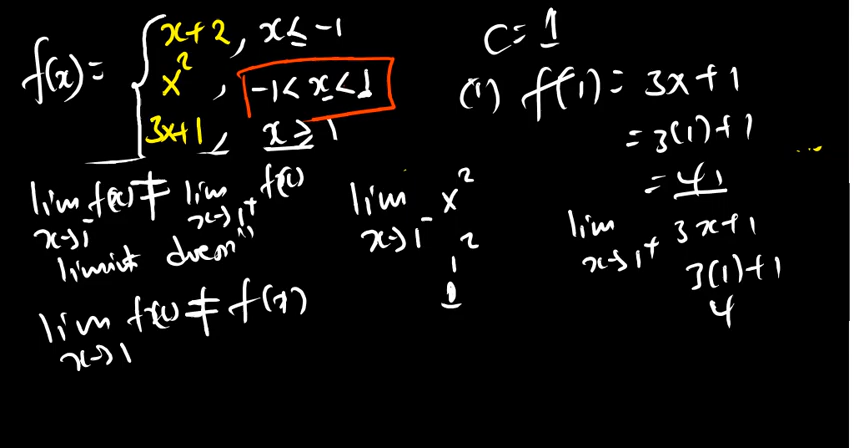 f(x) = { x+2, x ≤ -1
x², -1 < x < 1
3x+1, x ≥ 1
lim x→1⁻ f(x) ≠ lim x→1⁺ f(x)
limit doesn''
lim x→1 f(x) ≠ f(x)
lim x→1⁻ x²
1²
1
C = 1
(1) f(1) = 3x+1
= 3(1)+1
= 4
lim x→1⁺ 3x+1
3(1)+1
4